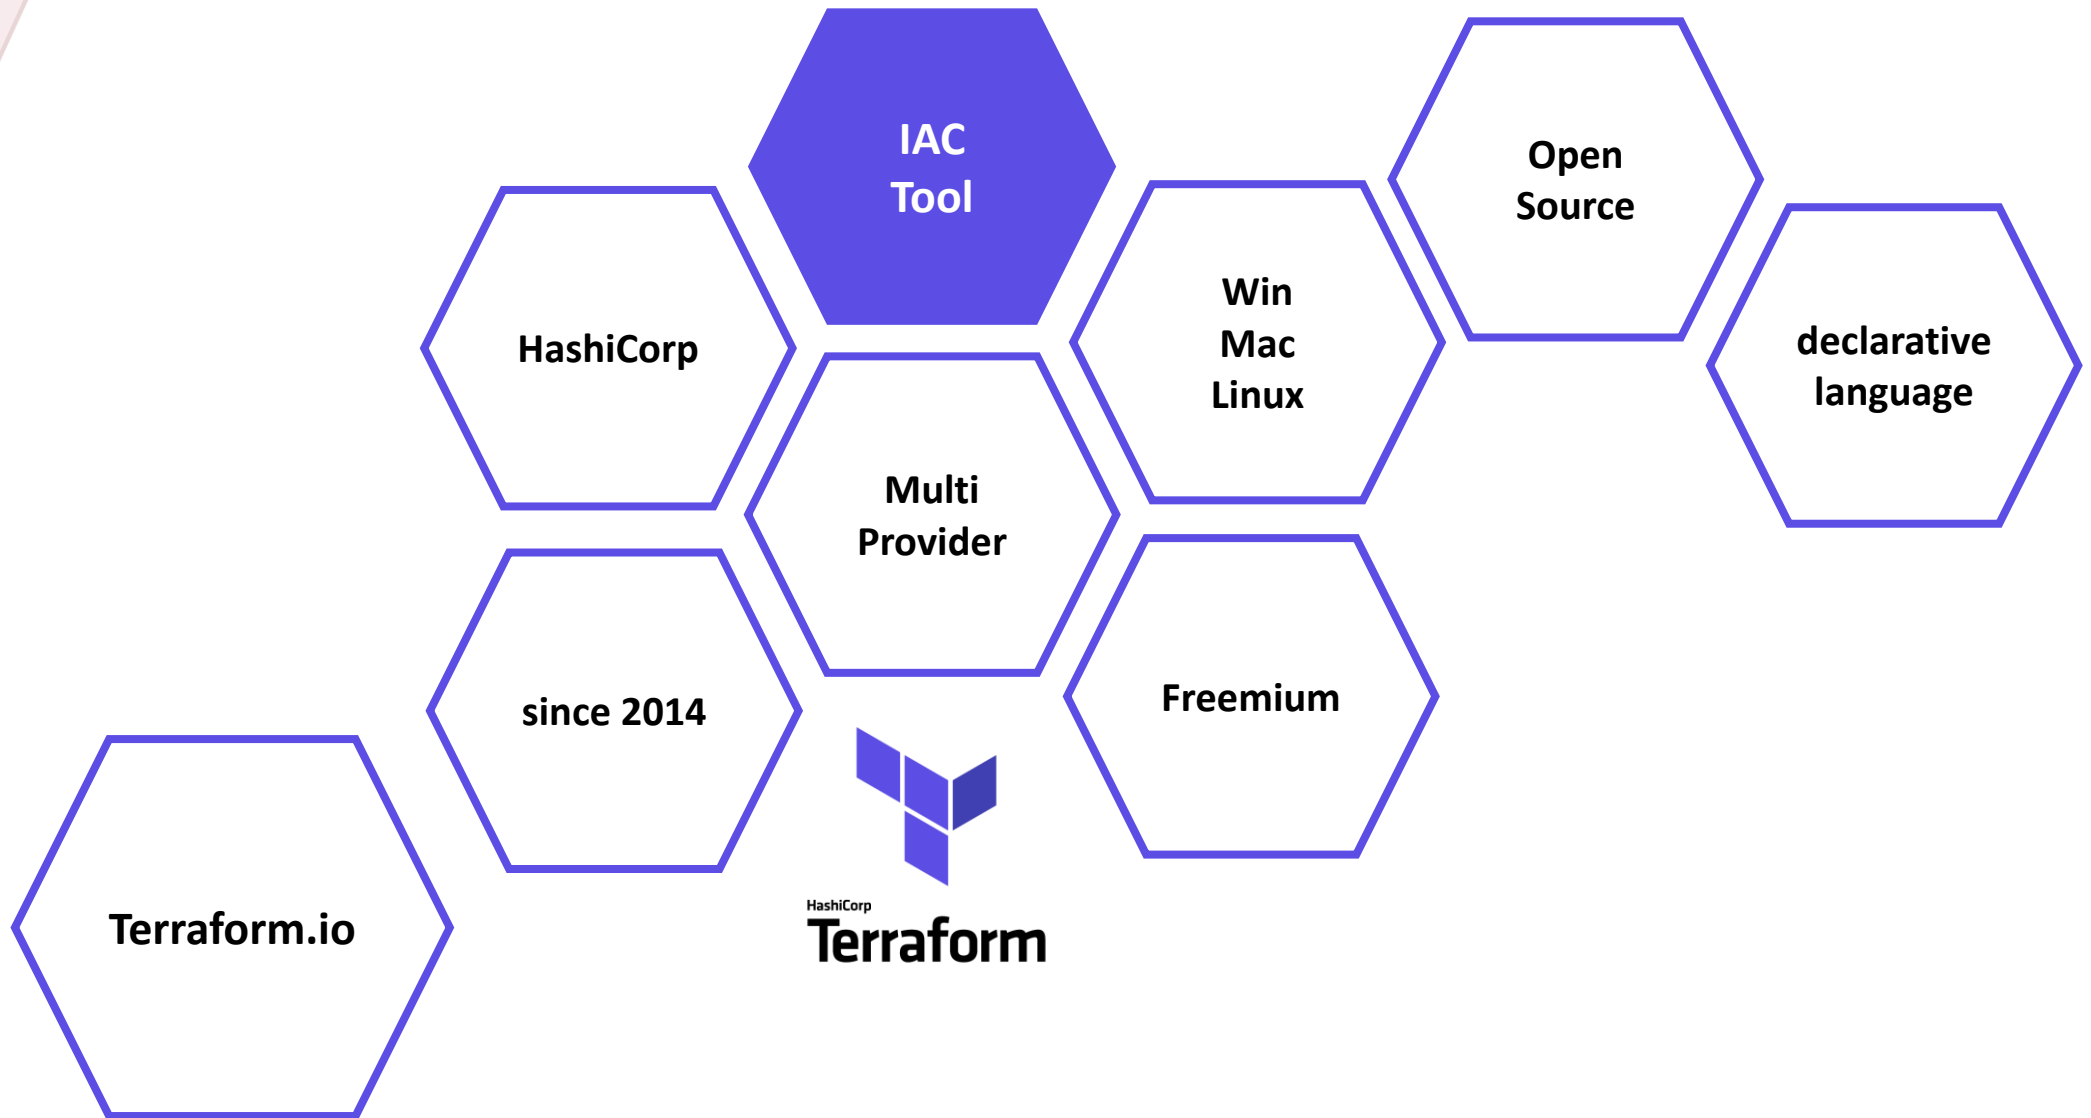 IAC
Tool
Open
Source
HashiCorp
Win
Mac
Linux
declarative
language
Multi
Provider
since 2014
Freemium
Terraform.io
HashiCorp
Terraform